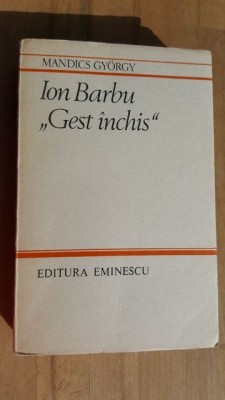 MANDICS GYÖRGY
Ion Barbu
„Gest închis“
EDITURA EMINESCU